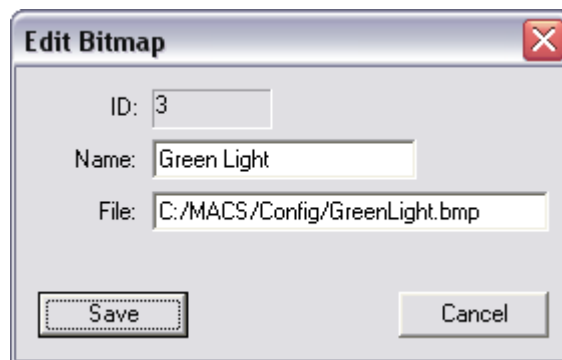 Edit Bitmap
ID: 3
Name: Green Light
File: C:/MACS/Config/GreenLight.bmp
Save Cancel